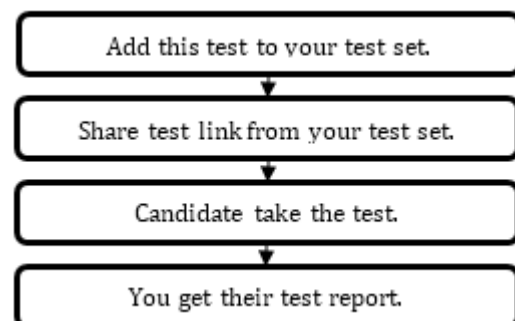 Add this test to your test set.
Share test link from your test set.
Candidate take the test.
You get their test report.